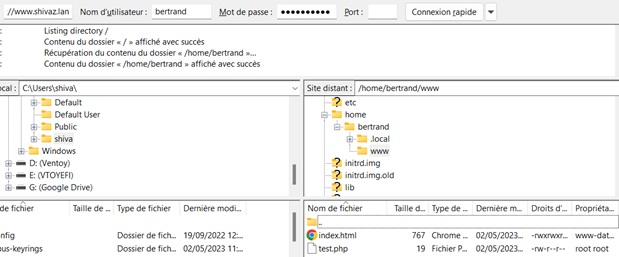 //www.shivaz.lan Nom d'utilisateur : bertrand Mot de passe : ●●●●●●●●●● Port : Connexion rapide
: Listing directory /
: Contenu du dossier « / » affiché avec succès
: Récupération du contenu du dossier « /home/bertrand »...
: Contenu du dossier « /home/bertrand » affiché avec succès
ocal : C:\Users\shiva\
Default
Default User
Public
shiva
Windows
D: (Ventoy)
E: (VTOYEFI)
G: (Google Drive)
de fichier Taille de ... Type de fichier Dernière modi...
nfig Dossier de fich... 19/09/2022 12:...
ous-keyrings Dossier de fich... 02/05/2023 11:...
Site distant : /home/bertrand/www
etc
home
bertrand
.local
www
initrd.img
initrd.img.old
lib
Nom de fichier Taille d... Type de ... Dernière m... Droits d'... Propriéta...
..
index.html 767 Chrome ... 02/05/2023... -rwxrwxr... www-dat...
test.php 19 Fichier P... 02/05/2023... -rw-r--r-- root root